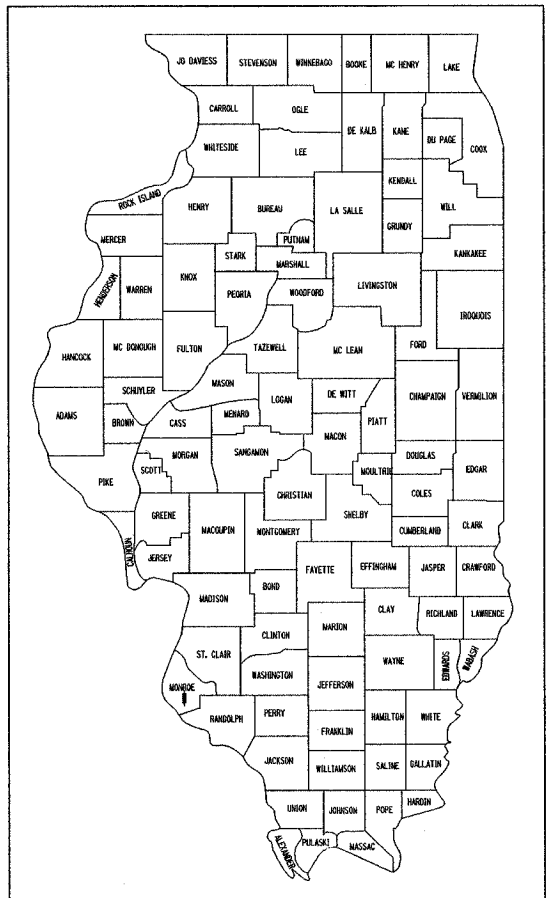 JO DAVIESS STEVENSON WINNEBAGO BOONE MC HENRY LAKE
CARROLL OGLE
DE KALB KANE DU PAGE COOK
WHITESIDE LEE
KENDALL
ROCK ISLAND HENRY BUREAU LA SALLE WILL
PUTNAM GRUNDY
MERCER
STARK MARSHALL KANKAKEE
HENDERSON WARREN KNOX PEORIA WOODFORD LIVINGSTON
IROQUOIS
HANCOCK MC DONOUGH FULTON TAZEWELL MC LEAN FORD
MASON
SCHUYLER LOGAN DE WITT CHAMPAIGN VERMILION
ADAMS BROWN CASS MENARD PIATT
MACON
MORGAN SANGAMON DOUGLAS
SCOTT MOULTRIE EDGAR
PIKE CHRISTIAN COLES
GREENE SHELBY
MACOUPIN MONTGOMERY CUMBERLAND CLARK
CALHOUN JERSEY
FAYETTE EFFINGHAM JASPER CRAWFORD
MADISON BOND
CLAY RICHLAND LAWRENCE
CLINTON MARION
ST. CLAIR WAYNE EDWARDS WABASH
WASHINGTON
MONROE JEFFERSON
RANDOLPH PERRY HAMILTON WHITE
FRANKLIN
JACKSON WILLIAMSON SALINE GALLATIN
UNION JOHNSON POPE HARDIN
ALEXANDER PULASKI MASSAC